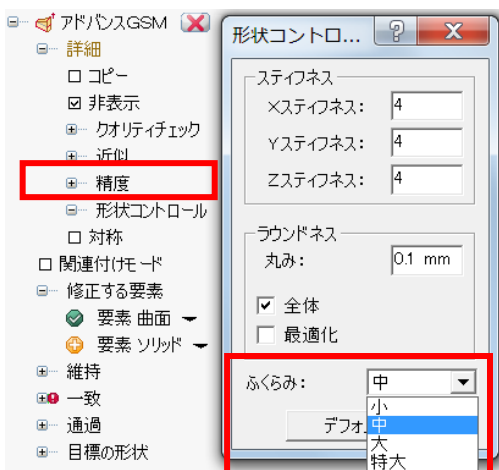 アドバンスGSM
詳細
コピー
非表示
クオリティチェック
近似
精度
形状コントロール
対称
関連付けモード
修正する要素
要素 曲面
要素 ソリッド
維持
一致
通過
目標の形状
形状コントロ...
スティフネス
Xスティフネス: 4
Yスティフネス: 4
Zスティフネス: 4
ラウンドネス
丸み: 0.1 mm
全体
最適化
ふくらみ: 中
小
中
大
特大
デフォ